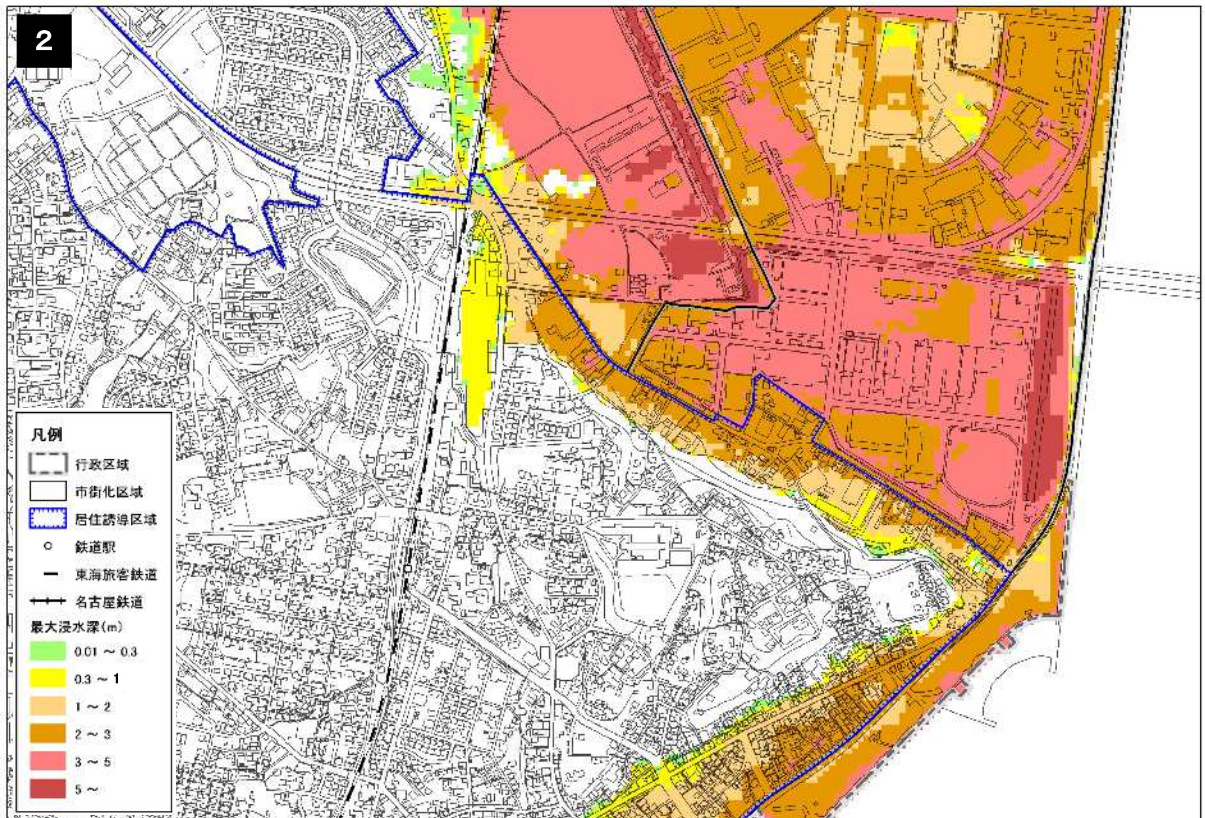 2
凡例
行政区域
市街化区域
居住誘導区域
鉄道駅
東海旅客鉄道
名古屋鉄道
最大浸水深(m)
0.01 ～ 0.3
0.3 ～ 1
1 ～ 2
2 ～ 3
3 ～ 5
5 ～